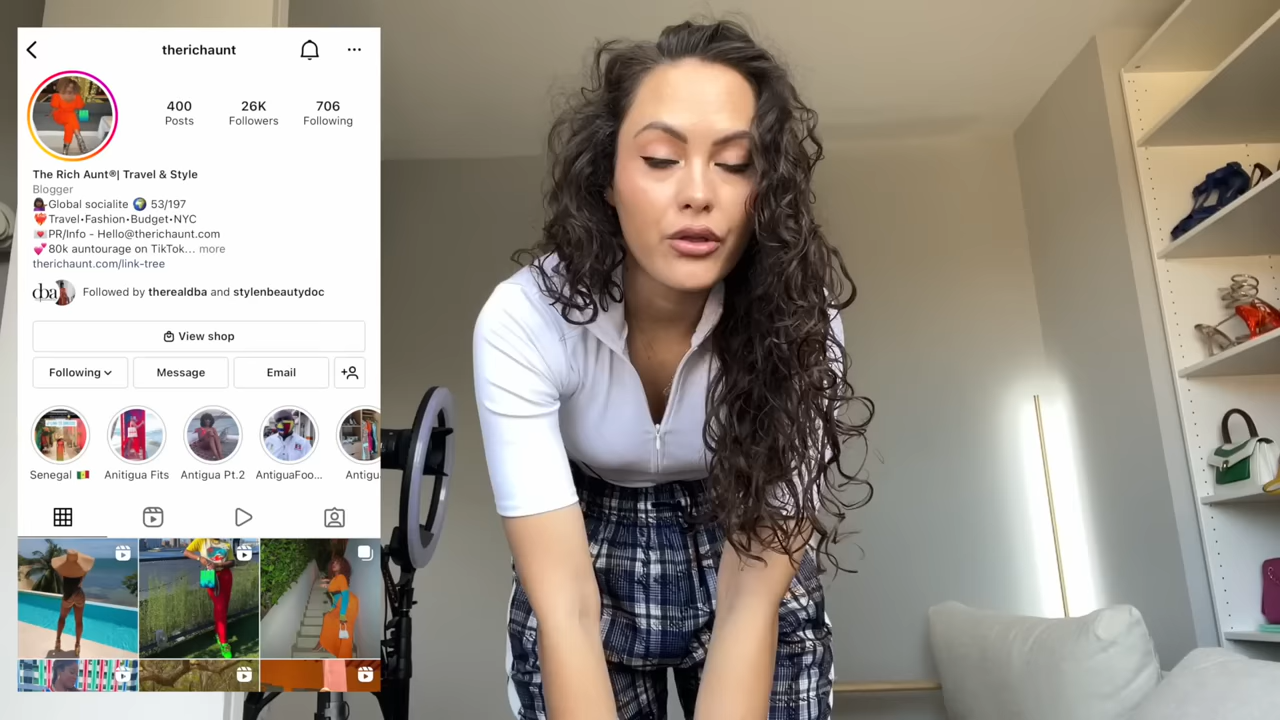 therichaunt
400
26K
706
Posts
Followers
Following
The Rich Aunt®| Travel & Style
Blogger
Global socialite 🌍 53/197
Travel•Fashion•Budget•NYC
PR/Info - Hello@therichaunt.com
80k auntourage on TikTok... more
therichaunt.com/link-tree
dba
Followed by therealdba and stylenbeautydoc
View shop
Following
Message
Email
Senegal 🇸🇳
Anitigua Fits
Antigua Pt.2
AntiguaFoo...
Antigu